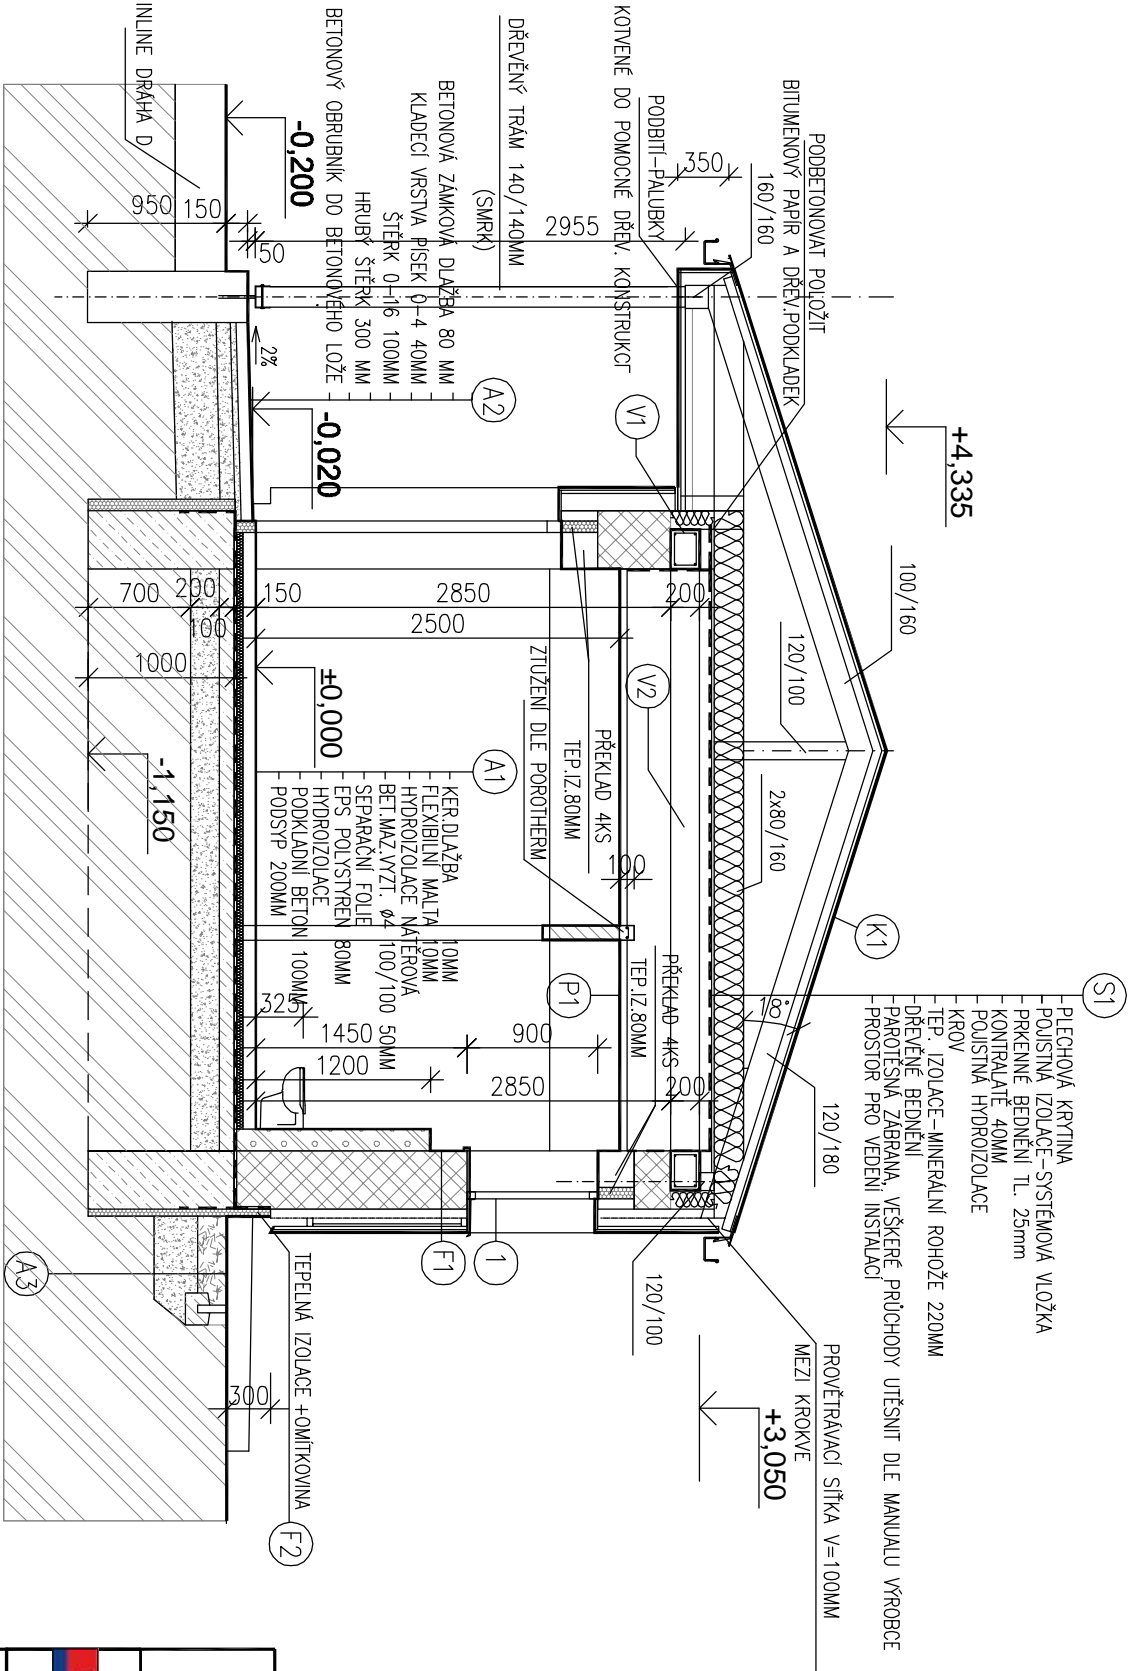 S1
PLECHOVÁ KRYTINA
POJISTNÁ IZOLACE-SYSTÉMOVÁ VLOŽKA
PRKENNÉ BEDNĚNÍ TL. 25mm
KONTRALATĚ 40MM
POJISTNÁ HYDROIZOLACE
KROV
TEP. IZOLACE-MINERÁLNÍ ROHOŽE 220MM
DŘEVĚNÉ BEDNĚNÍ
PAROTĚSNÁ ZÁBRANA, VEŠKERÉ PRŮCHODY UTĚSNIT DLE MANUALU VÝROBCE
PROSTOR PRO VEDENÍ INSTALACÍ
+4,335
100/160
120/100
2x80/160
K1
18°
120/180
PROVĚTRÁVACÍ SÍŤKA V=100MM
MEZI KROKVE
+3,050
120/100
PODBETONOVAT POLOŽIT
BITUMENOVÝ PAPÍR A DŘEV.PODKLADEK
160/160
350
PODBITÍ-PALUBKY
KOTVENÉ DO POMOCNÉ DŘEV. KONSTRUKCÍ
V1
V2
200
200
2955
DŘEVĚNÝ TRÁM 140/140MM
(SMRK)
PŘEKLAD 4KS
TEP.IZ.80MM
ZTUŽENÍ DLE POROTHERM
100
PŘEKLAD 4KS
TEP.IZ.80MM
P1
2850
2500
2850
900
1450
1200
325
1
F1
A2
BETONOVÁ ZÁMKOVÁ DLAŽBA 80 MM
KLADECÍ VRSTVA PÍSEK 0-4 40MM
ŠTĚRK 0-16 100MM
HRUBÝ ŠTĚRK 300 MM
BETONOVÝ OBRUBNÍK DO BETONOVÉHO LOŽE
A1
KER.DLAŽBA 10MM
FLEXIBILNÍ MALTA 10MM
HYDROIZOLACE NÁTĚROVÁ
BET.MAZ.VYZT. ø4 100/100 50MM
SEPARAČNÍ FOLIE
EPS POLYSTYREN 80MM
HYDROIZOLACE
PODKLADNÍ BETON 100MM
PODSYP 200MM
-0,200
-0,020
±0,000
2%
50
150
950
INLINE DRÁHA D
150
100
200
700
1000
-1,150
TEPELNÁ IZOLACE +OMÍTKOVINA
F2
300
A3